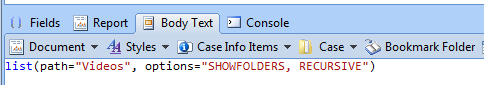 Fields Report Body Text Console
Document Styles Case Info Items Case Bookmark Folder
list(path="Videos", options="SHOWFOLDERS, RECURSIVE")